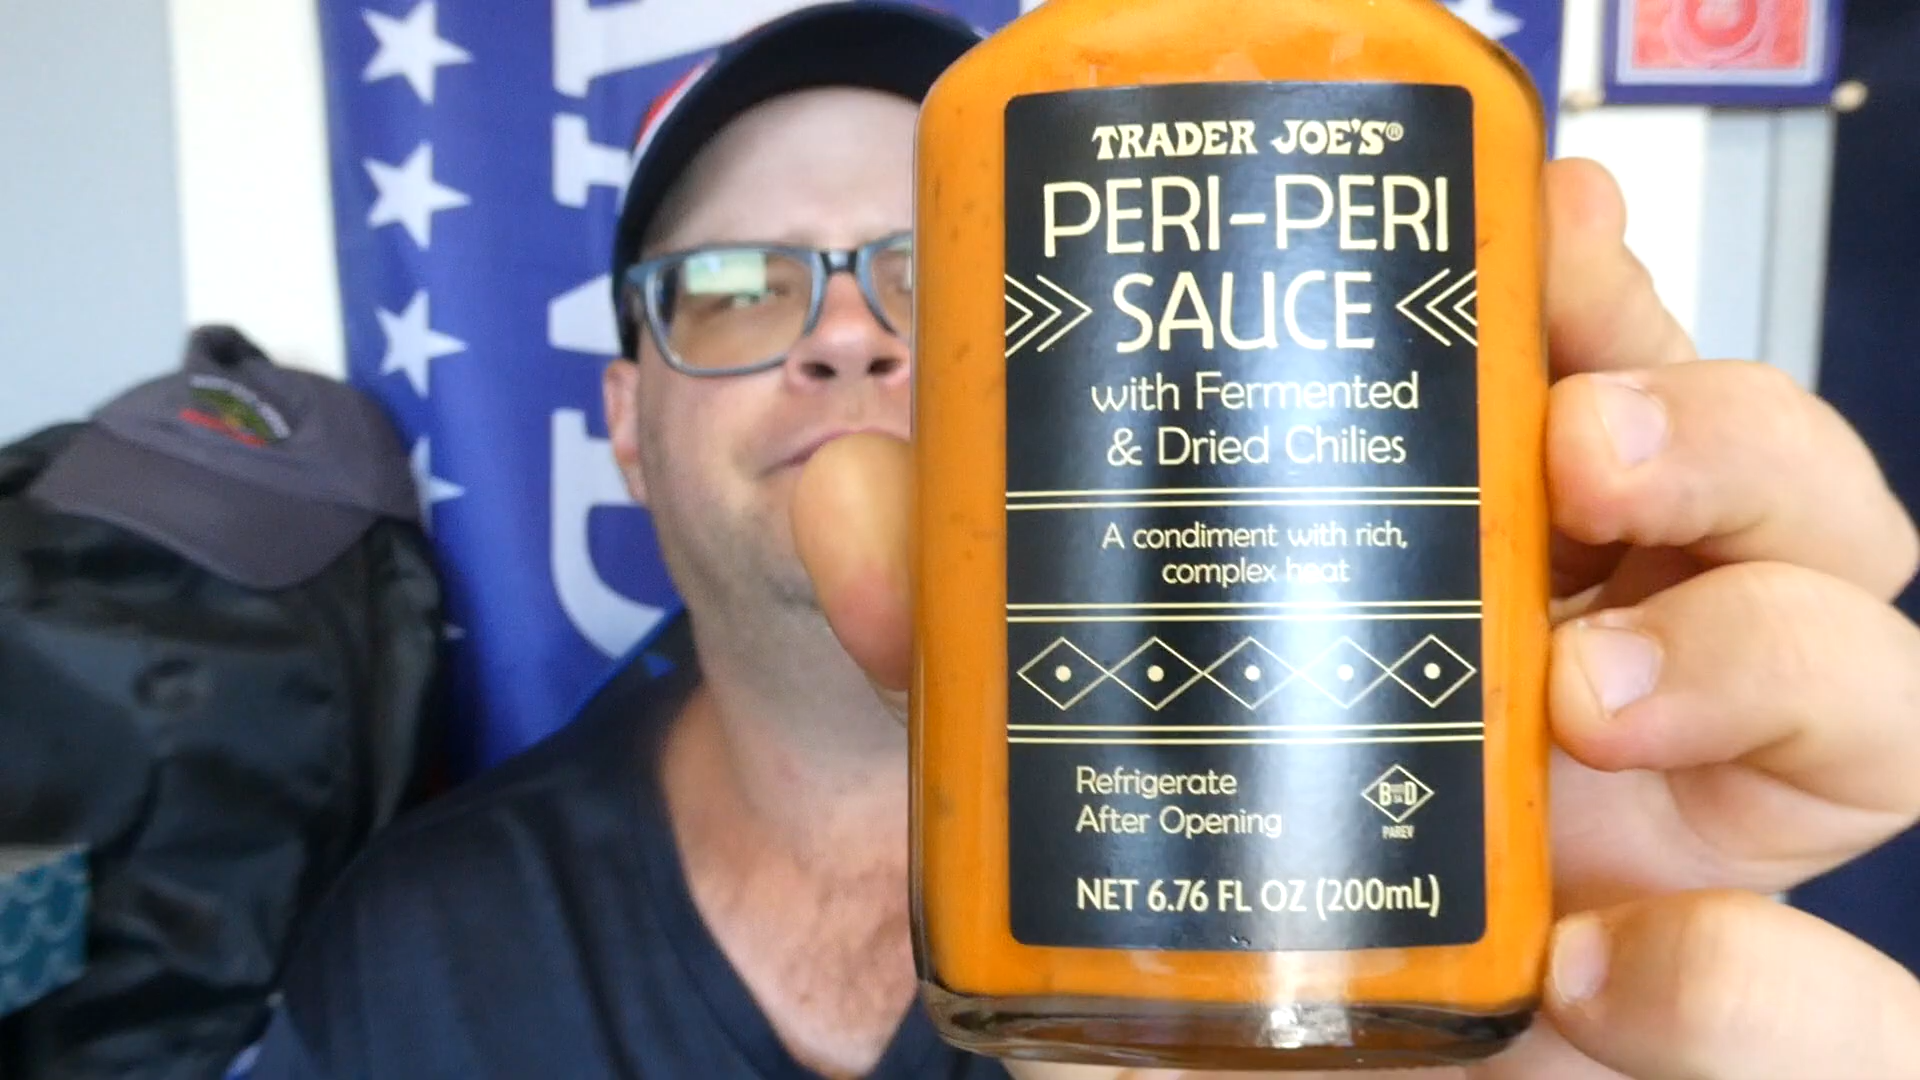 TRADER JOE'S®
PERI-PERI
SAUCE
with Fermented
& Dried Chilies
A condiment with rich,
complex heat
Refrigerate
After Opening
B D
PAREV
NET 6.76 FL OZ (200mL)